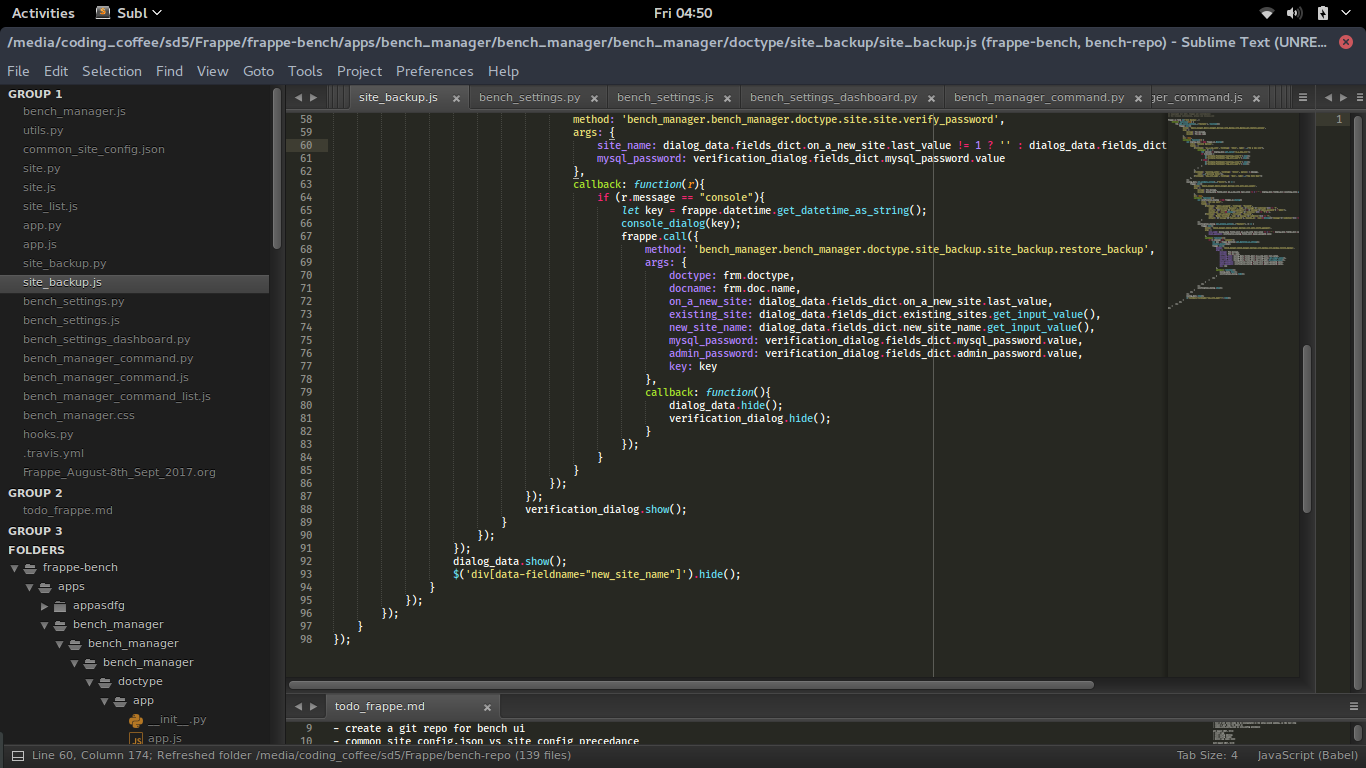 Activities Subl Fri 04:50
/media/coding_coffee/sd5/Frappe/frappe-bench/apps/bench_manager/bench_manager/bench_manager/doctype/site_backup/site_backup.js (frappe-bench, bench-repo) - Sublime Text (UNRE...
File Edit Selection Find View Goto Tools Project Preferences Help
GROUP 1
bench_manager.js
utils.py
common_site_config.json
site.py
site.js
site_list.js
app.py
app.js
site_backup.py
site_backup.js
bench_settings.py
bench_settings.js
bench_settings_dashboard.py
bench_manager_command.py
bench_manager_command.js
bench_manager_command_list.js
bench_manager.css
hooks.py
.travis.yml
Frappe_August-8th_Sept_2017.org
GROUP 2
todo_frappe.md
GROUP 3
FOLDERS
frappe-bench
apps
appasdfg
bench_manager
bench_manager
bench_manager
doctype
app
__init__.py
app.js
site_backup.js bench_settings.py bench_settings.js bench_settings_dashboard.py bench_manager_command.py ger_command.js
58 method: 'bench_manager.bench_manager.doctype.site.site.verify_password',
59 args: {
60 site_name: dialog_data.fields_dict.on_a_new_site.last_value != 1 ? '' : dialog_data.fields_dict
61 mysql_password: verification_dialog.fields_dict.mysql_password.value
62 },
63 callback: function(r){
64 if (r.message == "console"){
65 let key = frappe.datetime.get_datetime_as_string();
66 console_dialog(key);
67 frappe.call({
68 method: 'bench_manager.bench_manager.doctype.site_backup.site_backup.restore_backup',
69 args: {
70 doctype: frm.doctype,
71 docname: frm.doc.name,
72 on_a_new_site: dialog_data.fields_dict.on_a_new_site.last_value,
73 existing_site: dialog_data.fields_dict.existing_sites.get_input_value(),
74 new_site_name: dialog_data.fields_dict.new_site_name.get_input_value(),
75 mysql_password: verification_dialog.fields_dict.mysql_password.value,
76 admin_password: verification_dialog.fields_dict.admin_password.value,
77 key: key
78 },
79 callback: function(){
80 dialog_data.hide();
81 verification_dialog.hide();
82 }
83 });
84 }
85 }
86 });
87 });
88 verification_dialog.show();
89 }
90 });
91 });
92 dialog_data.show();
93 $('div[data-fieldname="new_site_name"]').hide();
94 }
95 });
96 });
97 }
98 });
1
todo_frappe.md
9 - create a git repo for bench ui
10 - common_site_config.json vs site_config precedance
Line 60, Column 174; Refreshed folder /media/coding_coffee/sd5/Frappe/bench-repo (139 files) Tab Size: 4 JavaScript (Babel)